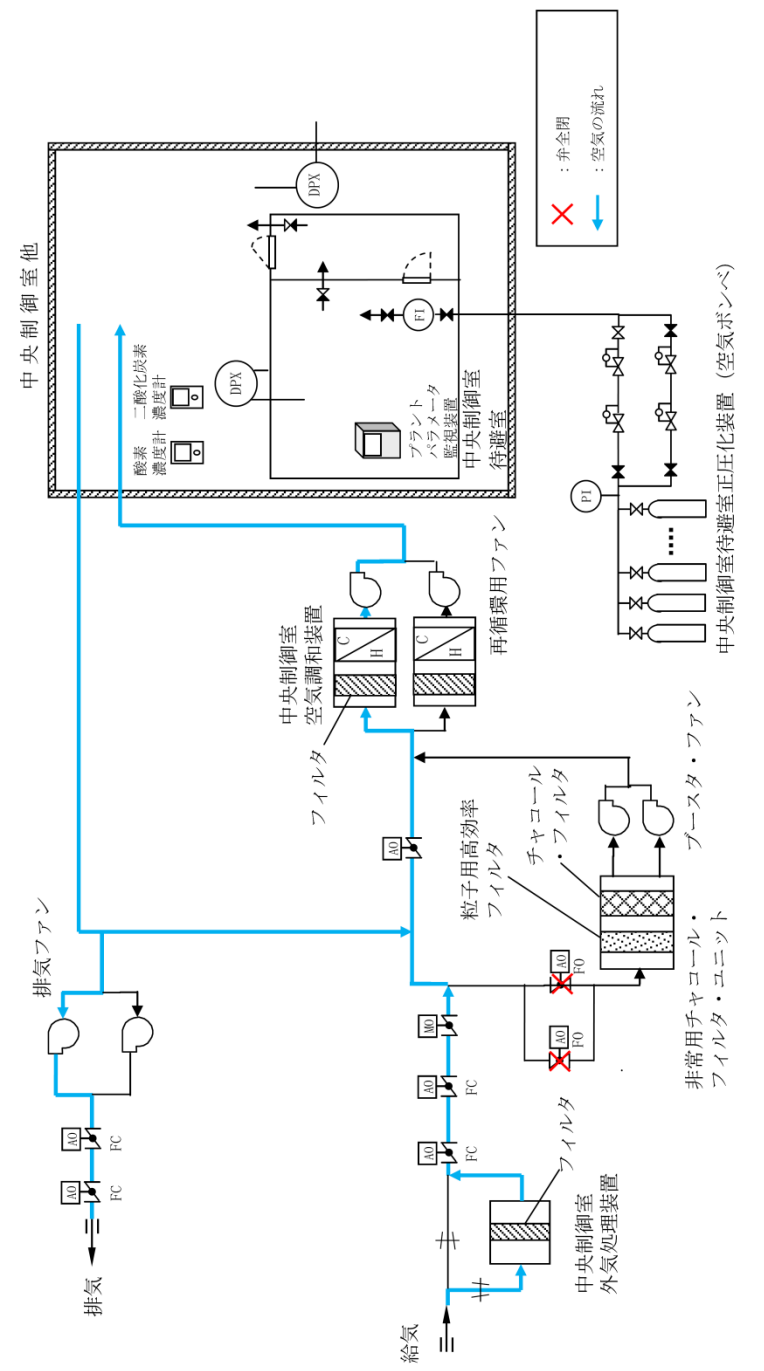 中央制御室他
酸素
濃度計
二酸化炭素
濃度計
DPX
DPX
プラント
パラメータ
監視装置
中央制御室
待避室
FI
PI
中央制御室待避室正圧化装置（空気ボンベ）
：弁全閉
：空気の流れ
排気ファン
AO
FC
AO
FC
排気
中央制御室
空気調和装置
フィルタ
C
H
C
H
再循環用ファン
AO
粒子用高効率
フィルタ
チャコール
・フィルタ
ブースタ・ファン
非常用チャコール・
フィルタ・ユニット
AO
FO
AO
FO
MO
AO
FC
AO
FC
フィルタ
中央制御室
外気処理装置
給気